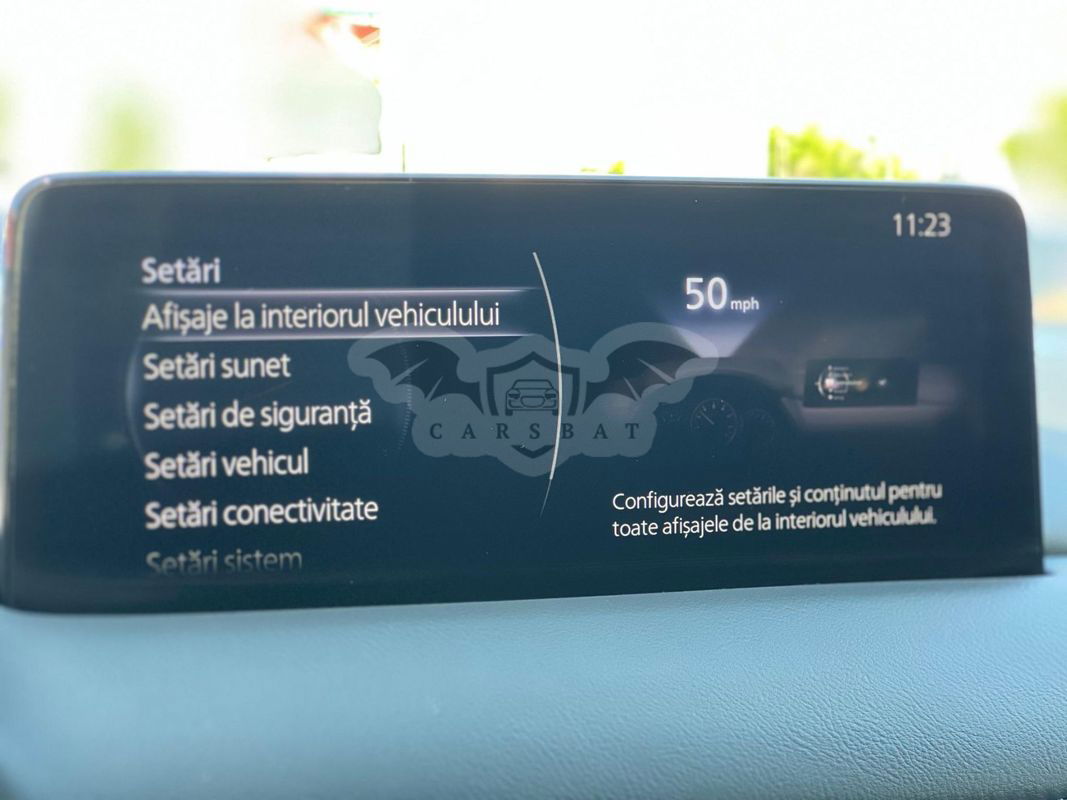 11:23
Setări
Afișaje la interiorul vehiculului
Setări sunet
Setări de siguranță
Setări vehicul
Setări conectivitate
Setări sistem
50 mph
CARSBAT
Configurează setările și conținutul pentru
toate afișajele de la interiorul vehiculului.